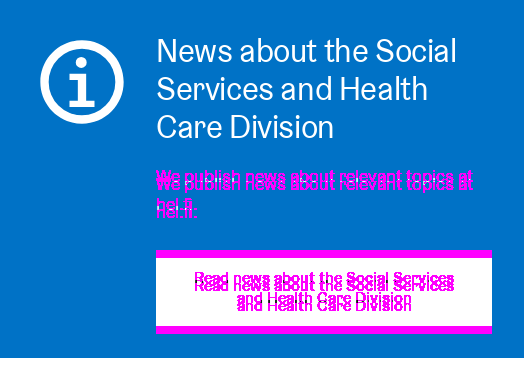 News about the Social
Services and Health
Care Division
We publish news about relevant topics at
hel.fi.
Read news about the Social Services
and Health Care Division